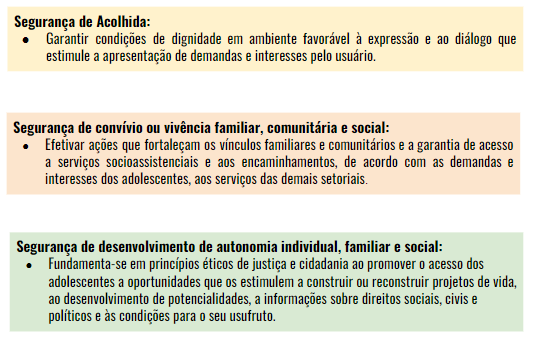 Segurança de Acolhida:
● Garantir condições de dignidade em ambiente favorável à expressão e ao diálogo que
estimule a apresentação de demandas e interesses pelo usuário.
Segurança de convívio ou vivência familiar, comunitária e social:
● Efetivar ações que fortaleçam os vínculos familiares e comunitários e a garantia de acesso
a serviços socioassistenciais e aos encaminhamentos, de acordo com as demandas e
interesses dos adolescentes, aos serviços das demais setoriais.
Segurança de desenvolvimento de autonomia individual, familiar e social:
● Fundamenta-se em princípios éticos de justiça e cidadania ao promover o acesso dos
adolescentes a oportunidades que os estimulem a construir ou reconstruir projetos de vida,
ao desenvolvimento de potencialidades, a informações sobre direitos sociais, civis e
políticos e às condições para o seu usufruto.